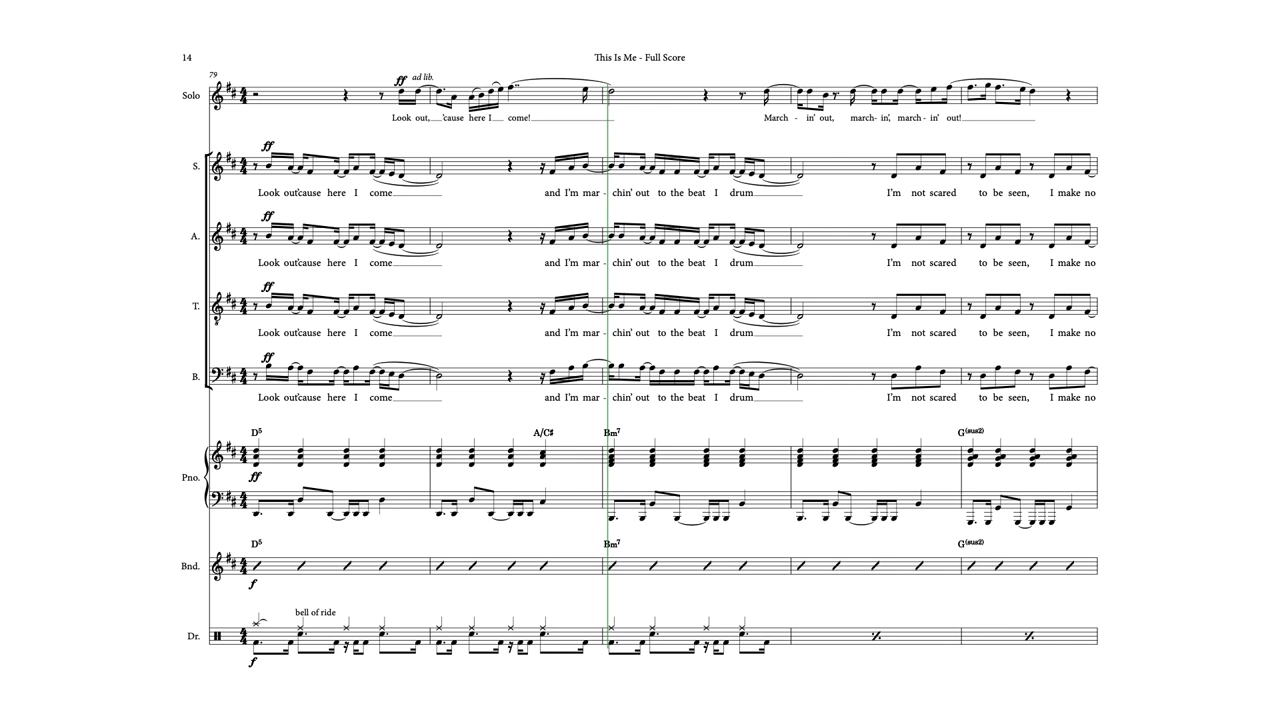 14
This Is Me - Full Score
79
ff ad lib.
Solo
Look out, 'cause here I come! March - in' out, march- in', march - in' out!
ff
S.
Look out,'cause here I come and I'm mar - chin' out to the beat I drum I'm not scared to be seen, I make no
ff
A.
Look out,'cause here I come and I'm mar - chin' out to the beat I drum I'm not scared to be seen, I make no
ff
T.
Look out,'cause here I come and I'm mar - chin' out to the beat I drum I'm not scared to be seen, I make no
ff
B.
Look out,'cause here I come and I'm mar - chin' out to the beat I drum I'm not scared to be seen, I make no
D5 A/C♯ Bm7 G(sus2)
ff
Pno.
D5 Bm7 G(sus2)
Bnd.
f
bell of ride
Dr.
f